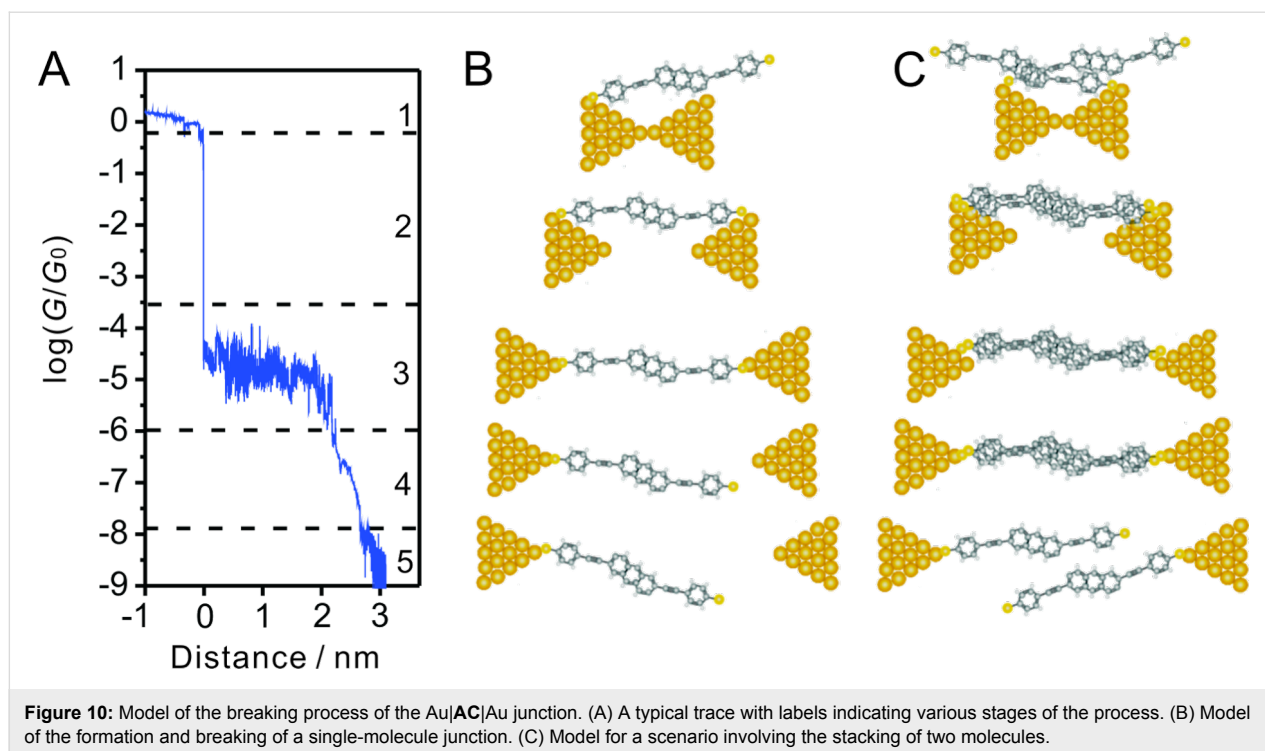 A
B
C
1
0
-1
-2
-3
-4
-5
-6
-7
-8
-9
log(G/G0)
1
2
3
4
5
-1 0 1 2 3
Distance / nm
Figure 10: Model of the breaking process of the Au|AC|Au junction. (A) A typical trace with labels indicating various stages of the process. (B) Model
of the formation and breaking of a single-molecule junction. (C) Model for a scenario involving the stacking of two molecules.